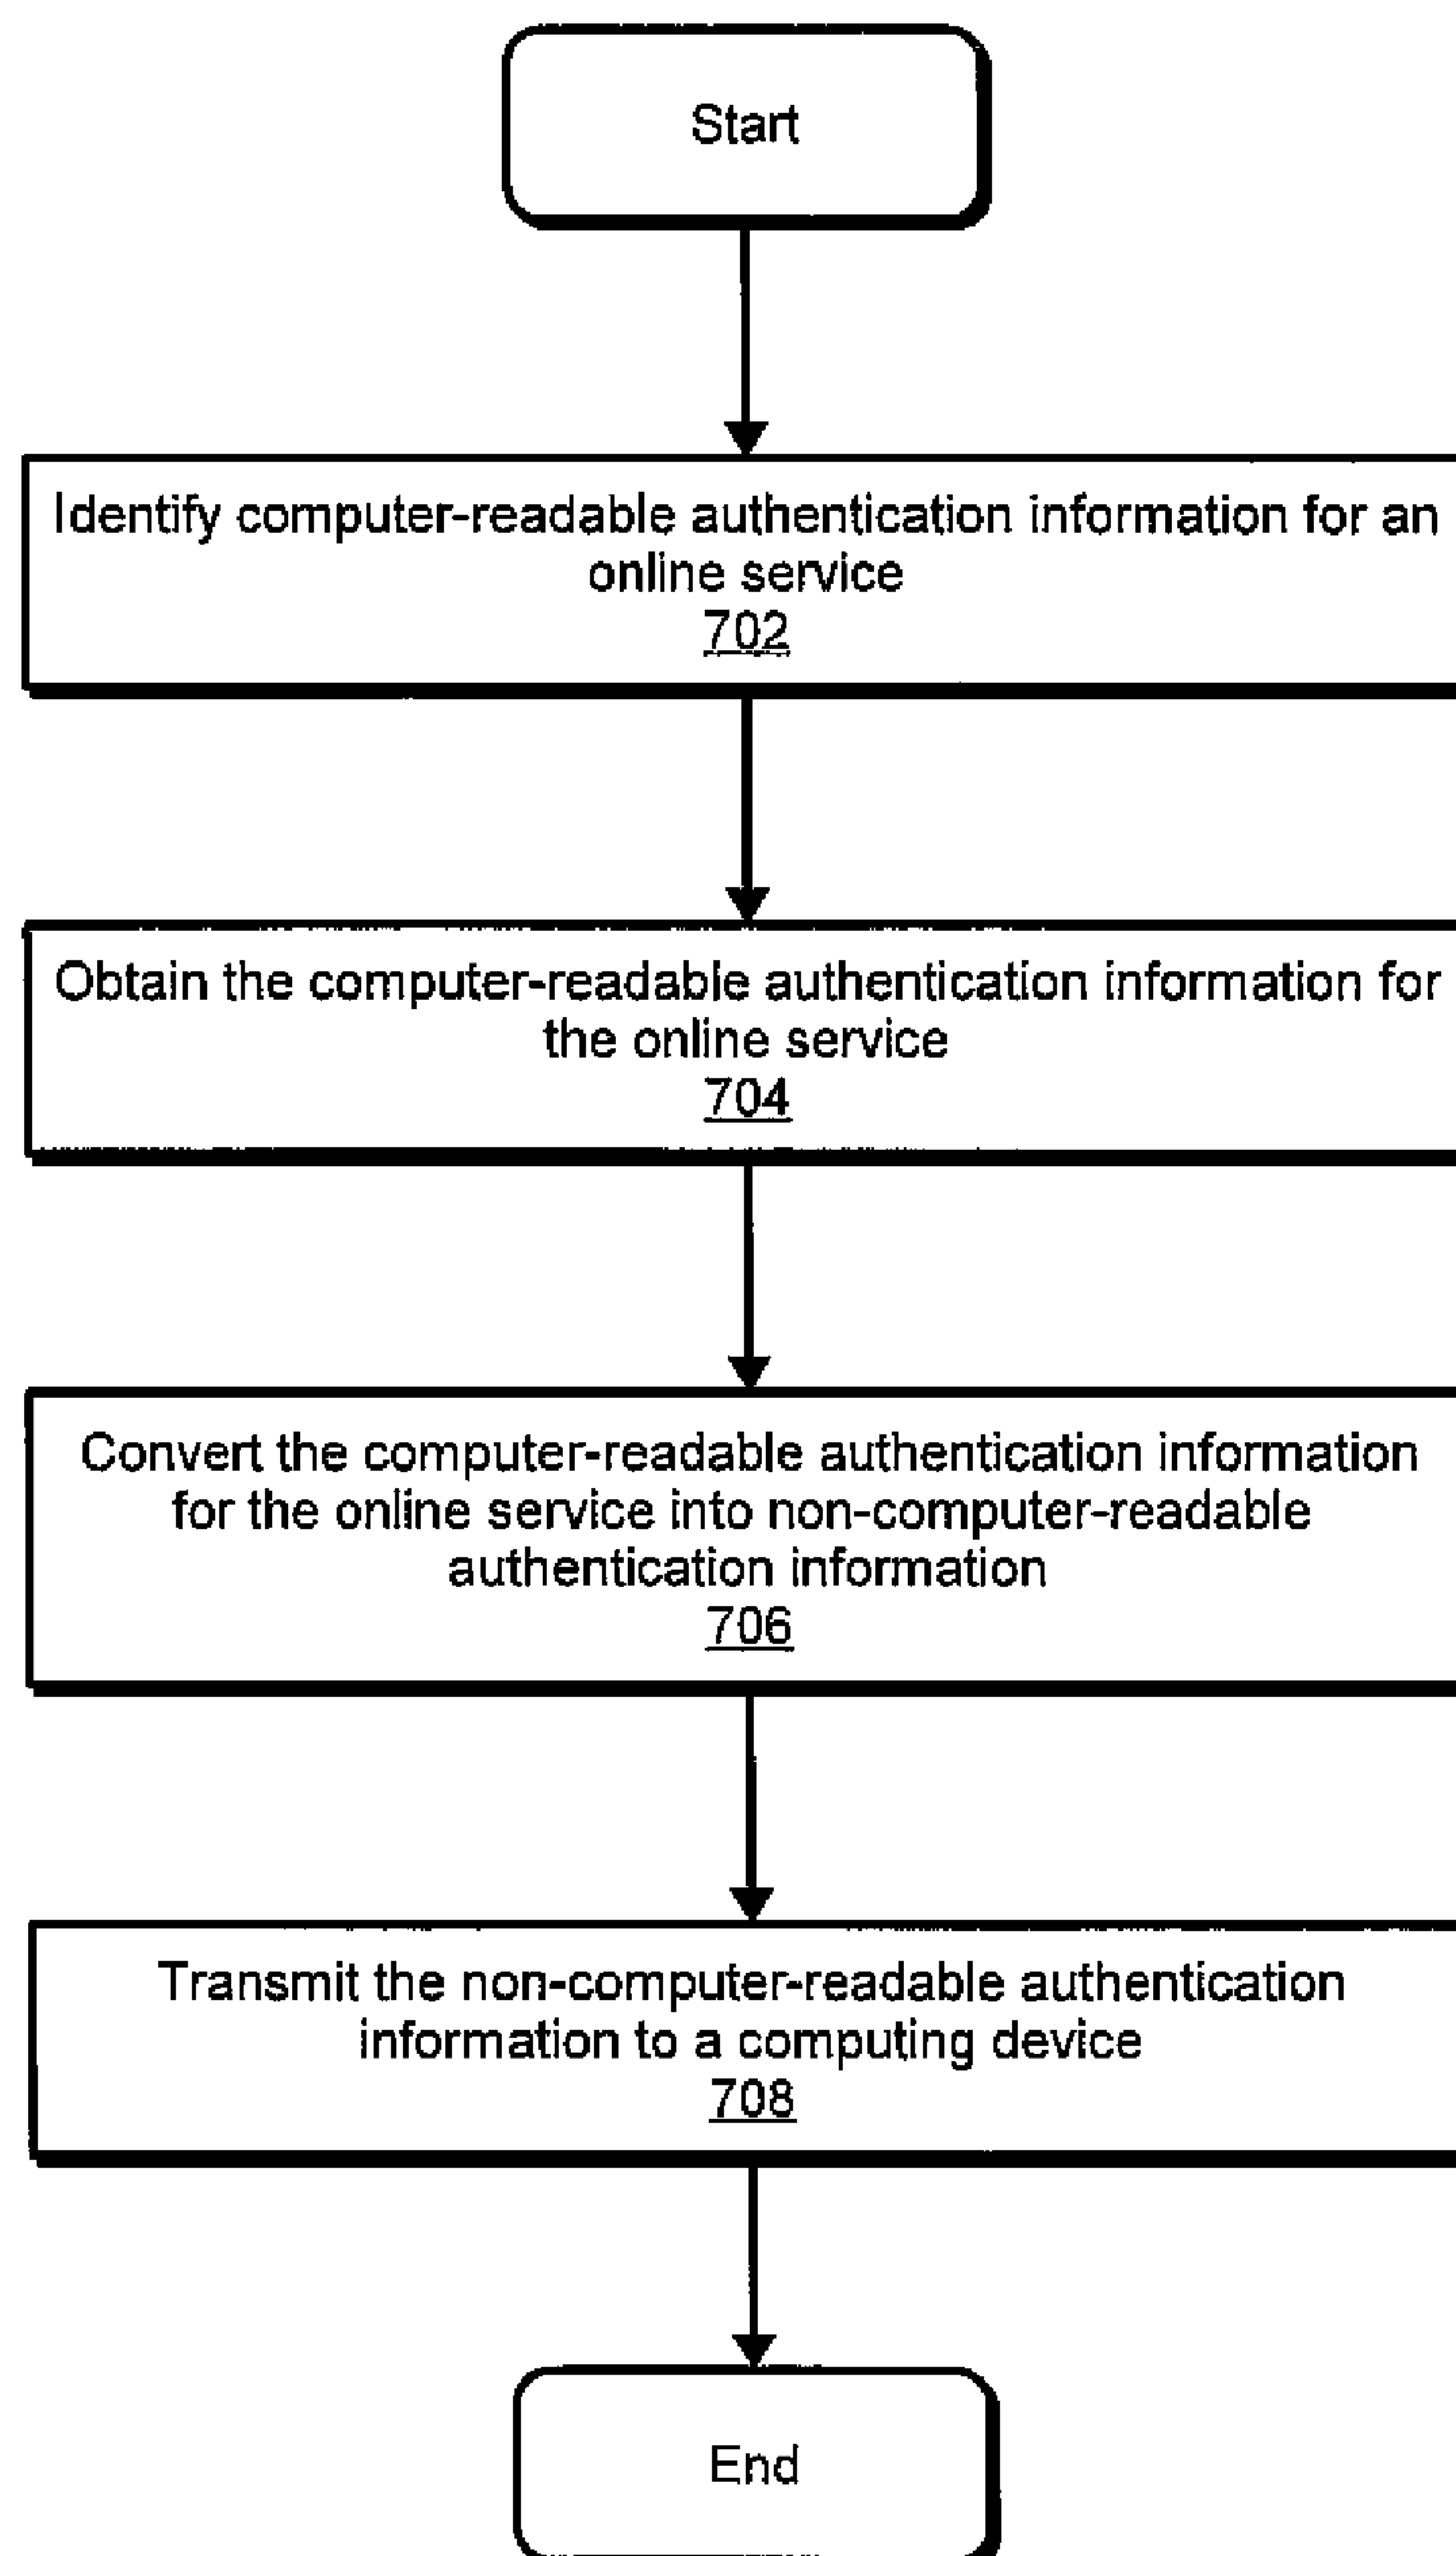 Start
Identify computer-readable authentication information for an
online service
702
Obtain the computer-readable authentication information for
the online service
704
Convert the computer-readable authentication information
for the online service into non-computer-readable
authentication information
706
Transmit the non-computer-readable authentication
information to a computing device
708
End